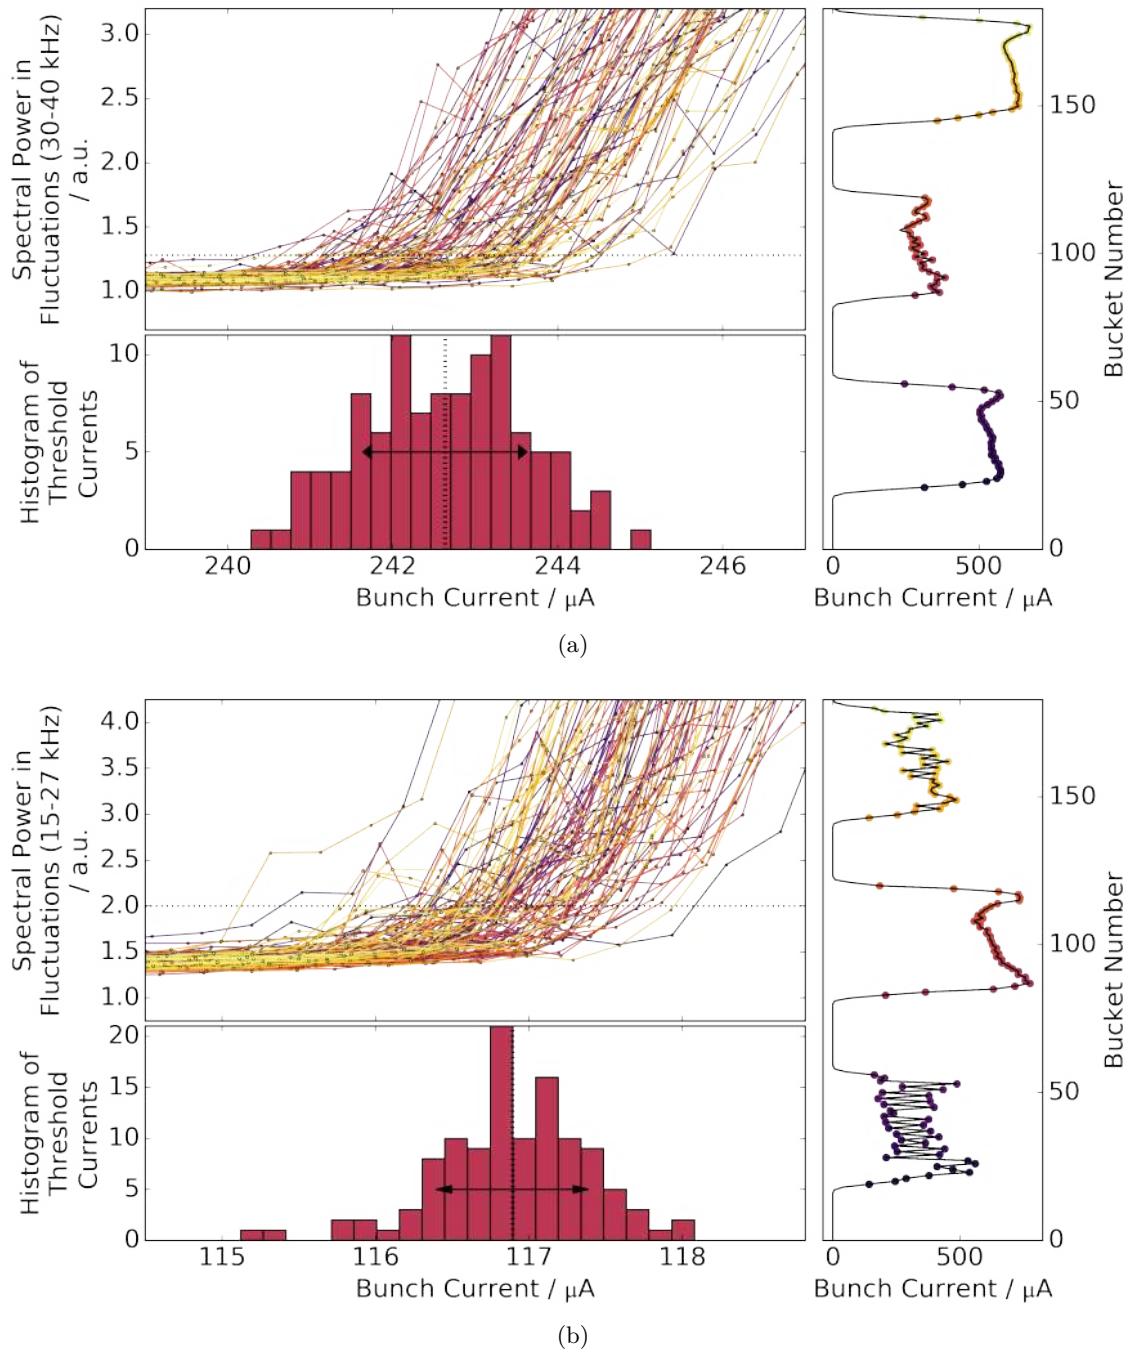 Spectral Power in
Fluctuations (30-40 kHz)
/ a.u.
3.0
2.5
2.0
1.5
1.0
Histogram of
Threshold
Currents
10
5
0
240
242
244
246
Bunch Current / μA
150
100
50
0
Bucket Number
0
500
Bunch Current / μA
(a)
Spectral Power in
Fluctuations (15-27 kHz)
/ a.u.
4.0
3.5
3.0
2.5
2.0
1.5
1.0
Histogram of
Threshold
Currents
20
15
10
5
0
115
116
117
118
Bunch Current / μA
150
100
50
0
Bucket Number
0
500
Bunch Current / μA
(b)